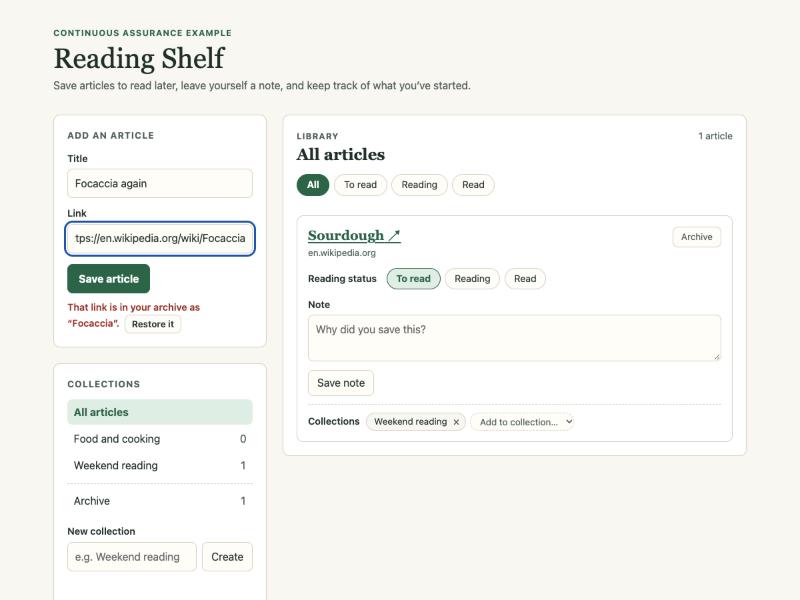 CONTINUOUS ASSURANCE EXAMPLE
Reading Shelf
Save articles to read later, leave yourself a note, and keep track of what you’ve started.
ADD AN ARTICLE
Title
Focaccia again
Link
tps://en.wikipedia.org/wiki/Focaccia
Save article
That link is in your archive as
“Focaccia”. Restore it
COLLECTIONS
All articles
Food and cooking 0
Weekend reading 1
Archive 1
New collection
e.g. Weekend reading Create
LIBRARY 1 article
All articles
All To read Reading Read
Sourdough ↗ Archive
en.wikipedia.org
Reading status To read Reading Read
Note
Why did you save this?
Save note
Collections Weekend reading × Add to collection...